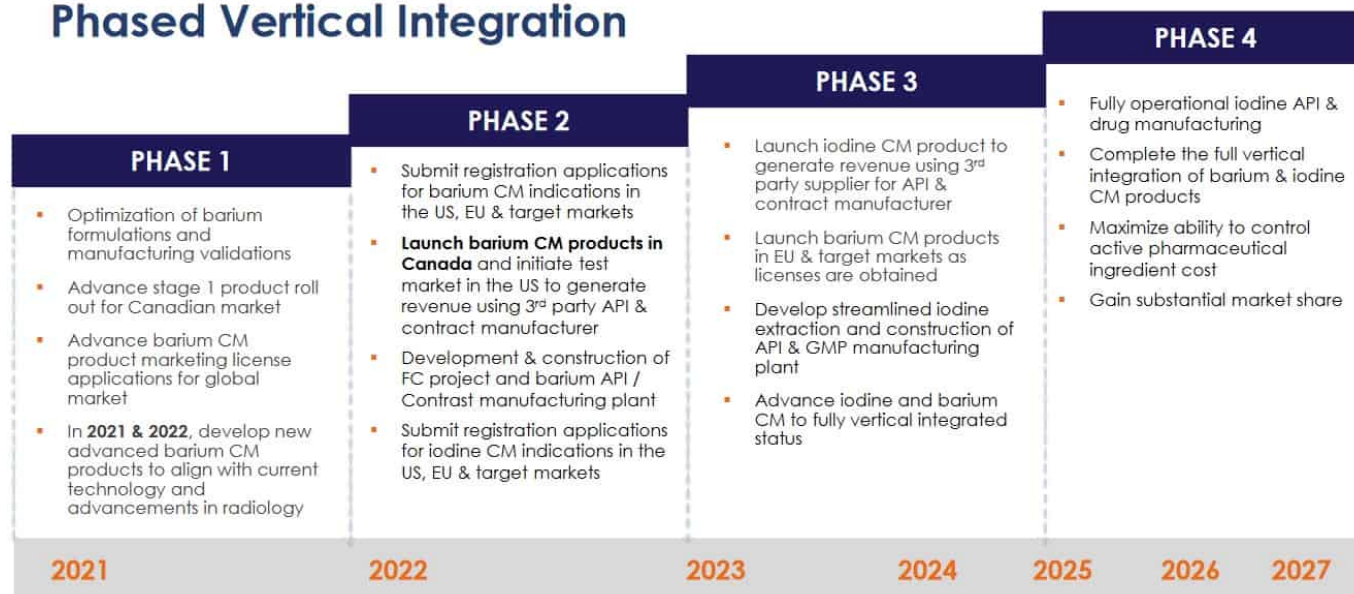 Phased Vertical Integration
PHASE 1
▪ Optimization of barium
formulations and
manufacturing validations
▪ Advance stage 1 product roll
out for Canadian market
▪ Advance barium CM
product marketing license
applications for global
market
▪ In 2021 & 2022, develop new
advanced barium CM
products to align with current
technology and
advancements in radiology
PHASE 2
▪ Submit registration applications
for barium CM indications in
the US, EU & target markets
▪ Launch barium CM products in
Canada and initiate test
market in the US to generate
revenue using 3rd party API &
contract manufacturer
▪ Development & construction of
FC project and barium API /
Contrast manufacturing plant
▪ Submit registration applications
for iodine CM indications in the
US, EU & target markets
PHASE 3
▪ Launch iodine CM product to
generate revenue using 3rd
party supplier for API &
contract manufacturer
▪ Launch barium CM products
in EU & target markets as
licenses are obtained
▪ Develop streamlined iodine
extraction and construction of
API & GMP manufacturing
plant
▪ Advance iodine and barium
CM to fully vertical integrated
status
PHASE 4
▪ Fully operational iodine API &
drug manufacturing
▪ Complete the full vertical
integration of barium & iodine
CM products
▪ Maximize ability to control
active pharmaceutical
ingredient cost
▪ Gain substantial market share
2021 2022 2023 2024 2025 2026 2027